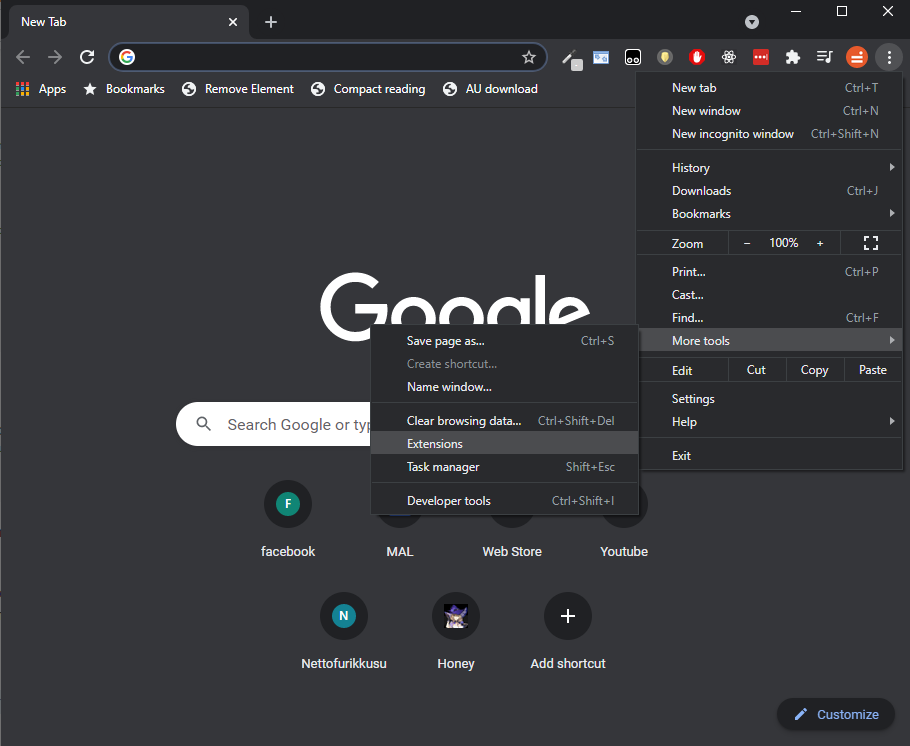 New Tab
Apps Bookmarks Remove Element Compact reading AU download
New tab Ctrl+T
New window Ctrl+N
New incognito window Ctrl+Shift+N
History
Downloads Ctrl+J
Bookmarks
Zoom − 100% +
Print... Ctrl+P
Cast...
Find... Ctrl+F
More tools
Edit Cut Copy Paste
Settings
Help
Exit
Google
Save page as... Ctrl+S
Create shortcut...
Name window...
Clear browsing data... Ctrl+Shift+Del
Extensions
Task manager Shift+Esc
Developer tools Ctrl+Shift+I
Search Google or typ
F
facebook MAL Web Store Youtube
N
Nettofurikkusu Honey Add shortcut
Customize